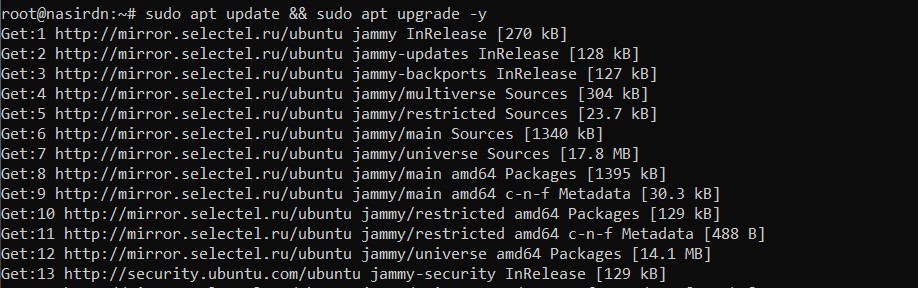 root@nasirdn:~# sudo apt update && sudo apt upgrade -y
Get:1 http://mirror.selectel.ru/ubuntu jammy InRelease [270 kB]
Get:2 http://mirror.selectel.ru/ubuntu jammy-updates InRelease [128 kB]
Get:3 http://mirror.selectel.ru/ubuntu jammy-backports InRelease [127 kB]
Get:4 http://mirror.selectel.ru/ubuntu jammy/multiverse Sources [304 kB]
Get:5 http://mirror.selectel.ru/ubuntu jammy/restricted Sources [23.7 kB]
Get:6 http://mirror.selectel.ru/ubuntu jammy/main Sources [1340 kB]
Get:7 http://mirror.selectel.ru/ubuntu jammy/universe Sources [17.8 MB]
Get:8 http://mirror.selectel.ru/ubuntu jammy/main amd64 Packages [1395 kB]
Get:9 http://mirror.selectel.ru/ubuntu jammy/main amd64 c-n-f Metadata [30.3 kB]
Get:10 http://mirror.selectel.ru/ubuntu jammy/restricted amd64 Packages [129 kB]
Get:11 http://mirror.selectel.ru/ubuntu jammy/restricted amd64 c-n-f Metadata [488 B]
Get:12 http://mirror.selectel.ru/ubuntu jammy/universe amd64 Packages [14.1 MB]
Get:13 http://security.ubuntu.com/ubuntu jammy-security InRelease [129 kB]